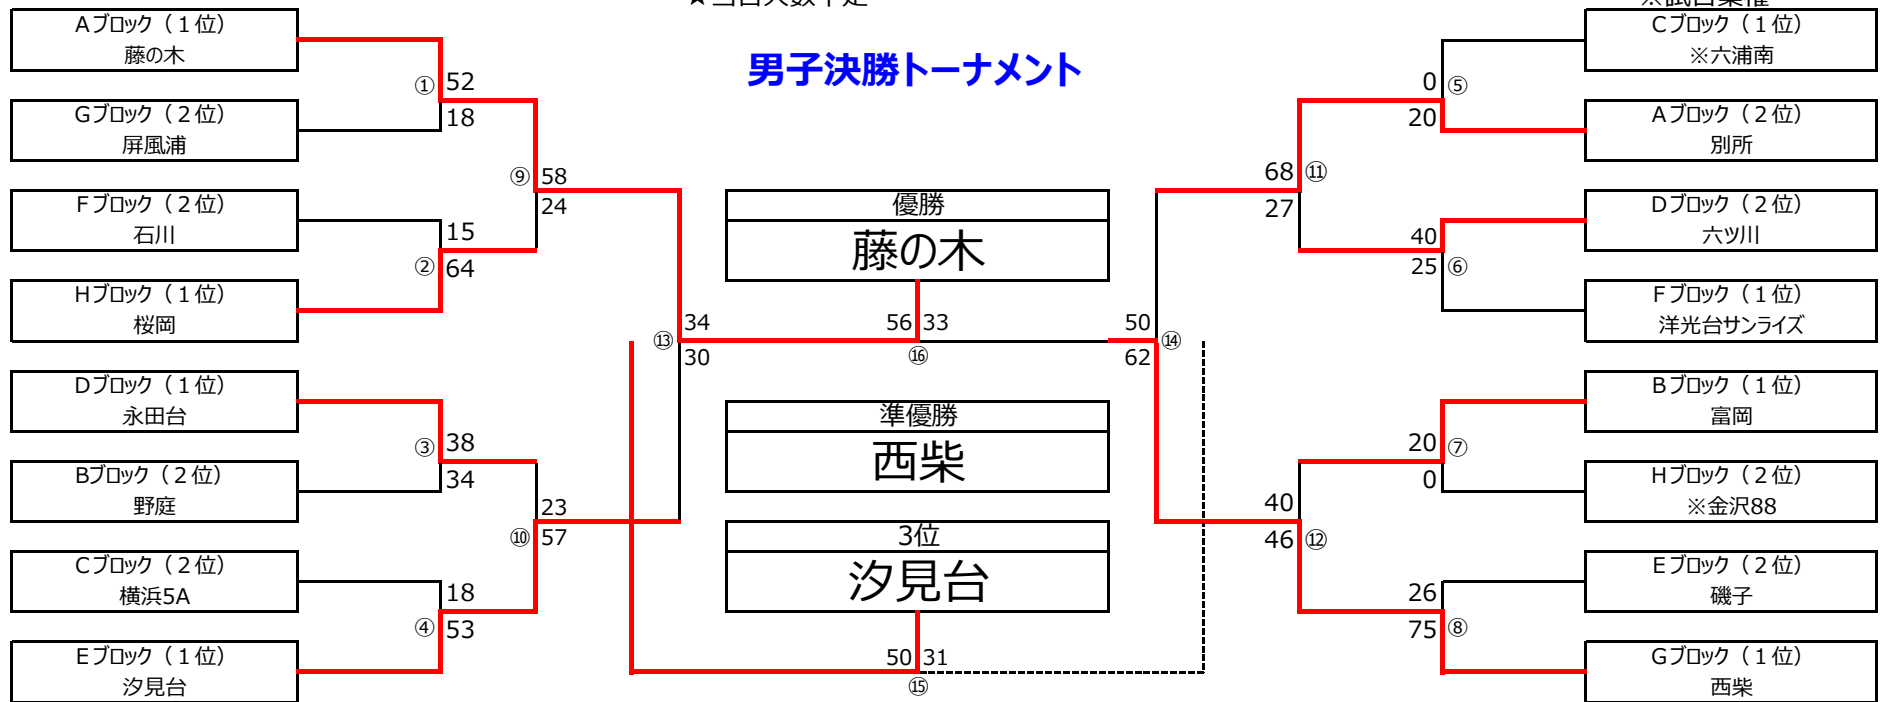 ★当日人数不足
※試合棄権
男子決勝トーナメント
Aブロック（１位）
藤の木
Gブロック（２位）
屏風浦
Fブロック（２位）
石川
Hブロック（１位）
桜岡
Dブロック（１位）
永田台
Bブロック（２位）
野庭
Cブロック（２位）
横浜5A
Eブロック（１位）
汐見台
① 52
18
② 15
64
③ 38
34
④ 18
53
⑨ 58
24
⑩ 23
57
⑬ 34
30
優勝
藤の木
56 33
⑯
準優勝
西柴
3位
汐見台
50 31
⑮
50 ⑭
62
68 ⑪
27
40
46 ⑫
0 ⑤
20
40
25 ⑥
20 ⑦
0
26
75 ⑧
Cブロック（１位）
※六浦南
Aブロック（２位）
別所
Dブロック（２位）
六ツ川
Fブロック（１位）
洋光台サンライズ
Bブロック（１位）
富岡
Hブロック（２位）
※金沢88
Eブロック（２位）
磯子
Gブロック（１位）
西柴